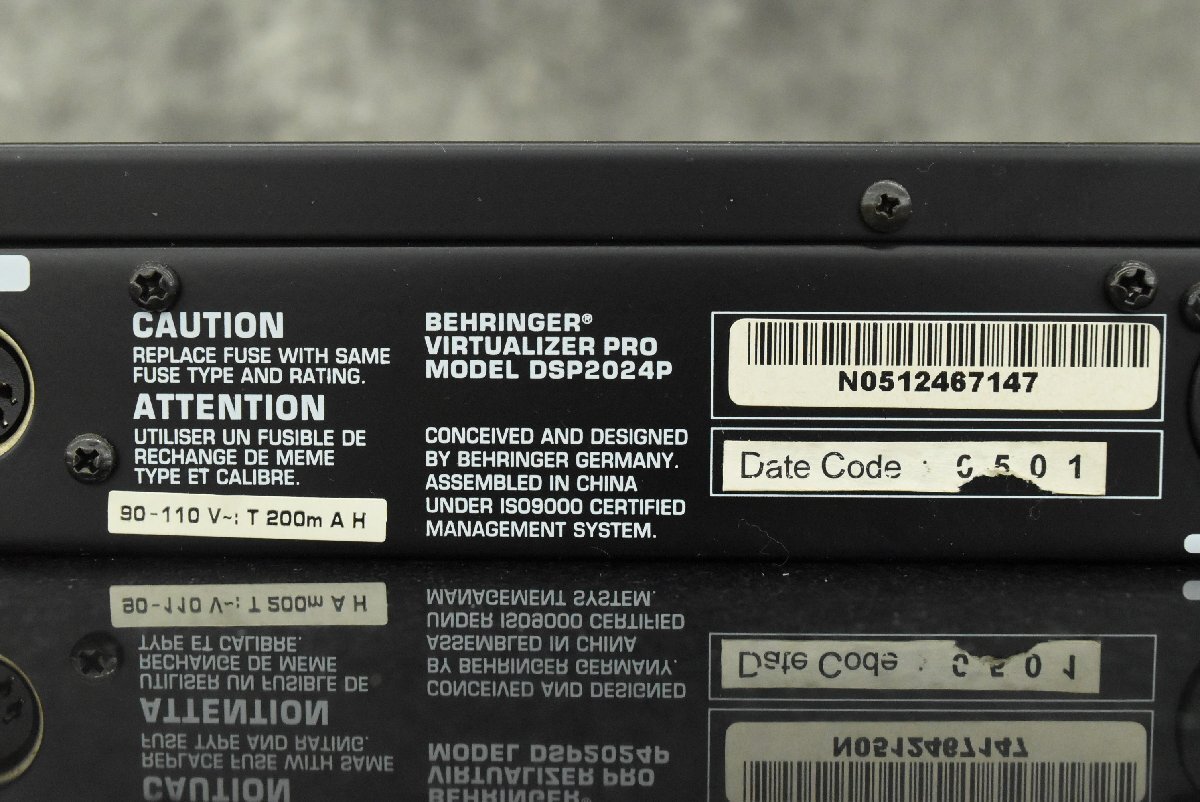 CAUTION
REPLACE FUSE WITH SAME
FUSE TYPE AND RATING.
ATTENTION
UTILISER UN FUSIBLE DE
RECHANGE DE MEME
TYPE ET CALIBRE.
90-110 V~: T 200m A H
BEHRINGER®
VIRTUALIZER PRO
MODEL DSP2024P
CONCEIVED AND DESIGNED
BY BEHRINGER GERMANY.
ASSEMBLED IN CHINA
UNDER ISO9000 CERTIFIED
MANAGEMENT SYSTEM.
N0512467147
Date Code : 0 5 0 1